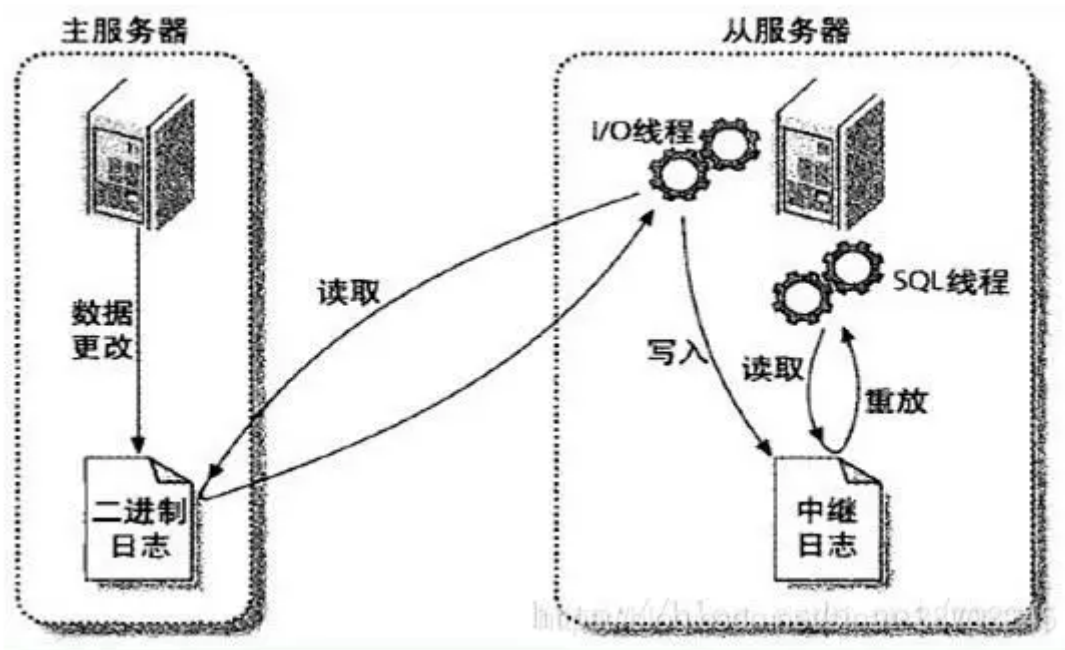 主服务器
从服务器
I/O线程
SQL线程
读取
数据
更改
写入
读取
重放
二进制
日志
中继
日志